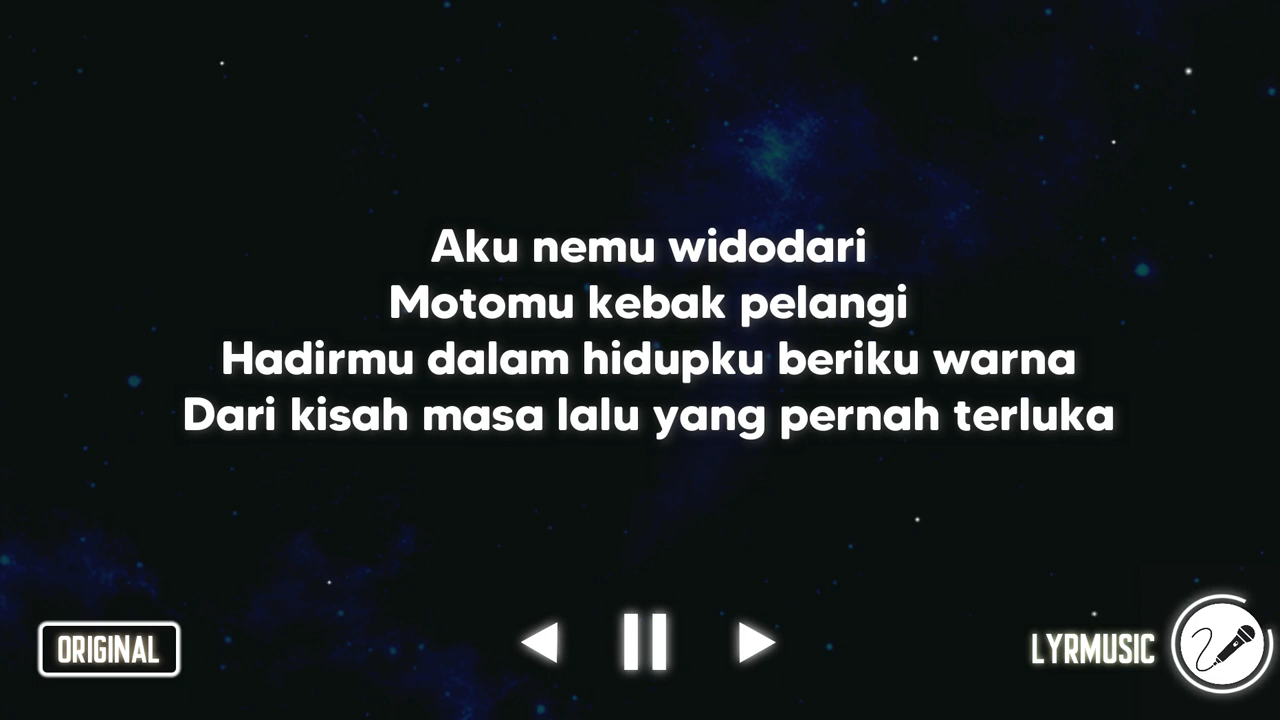 Aku nemu widodari
Motomu kebak pelangi
Hadirmu dalam hidupku beriku warna
Dari kisah masa lalu yang pernah terluka
ORIGINAL
LYRMUSIC